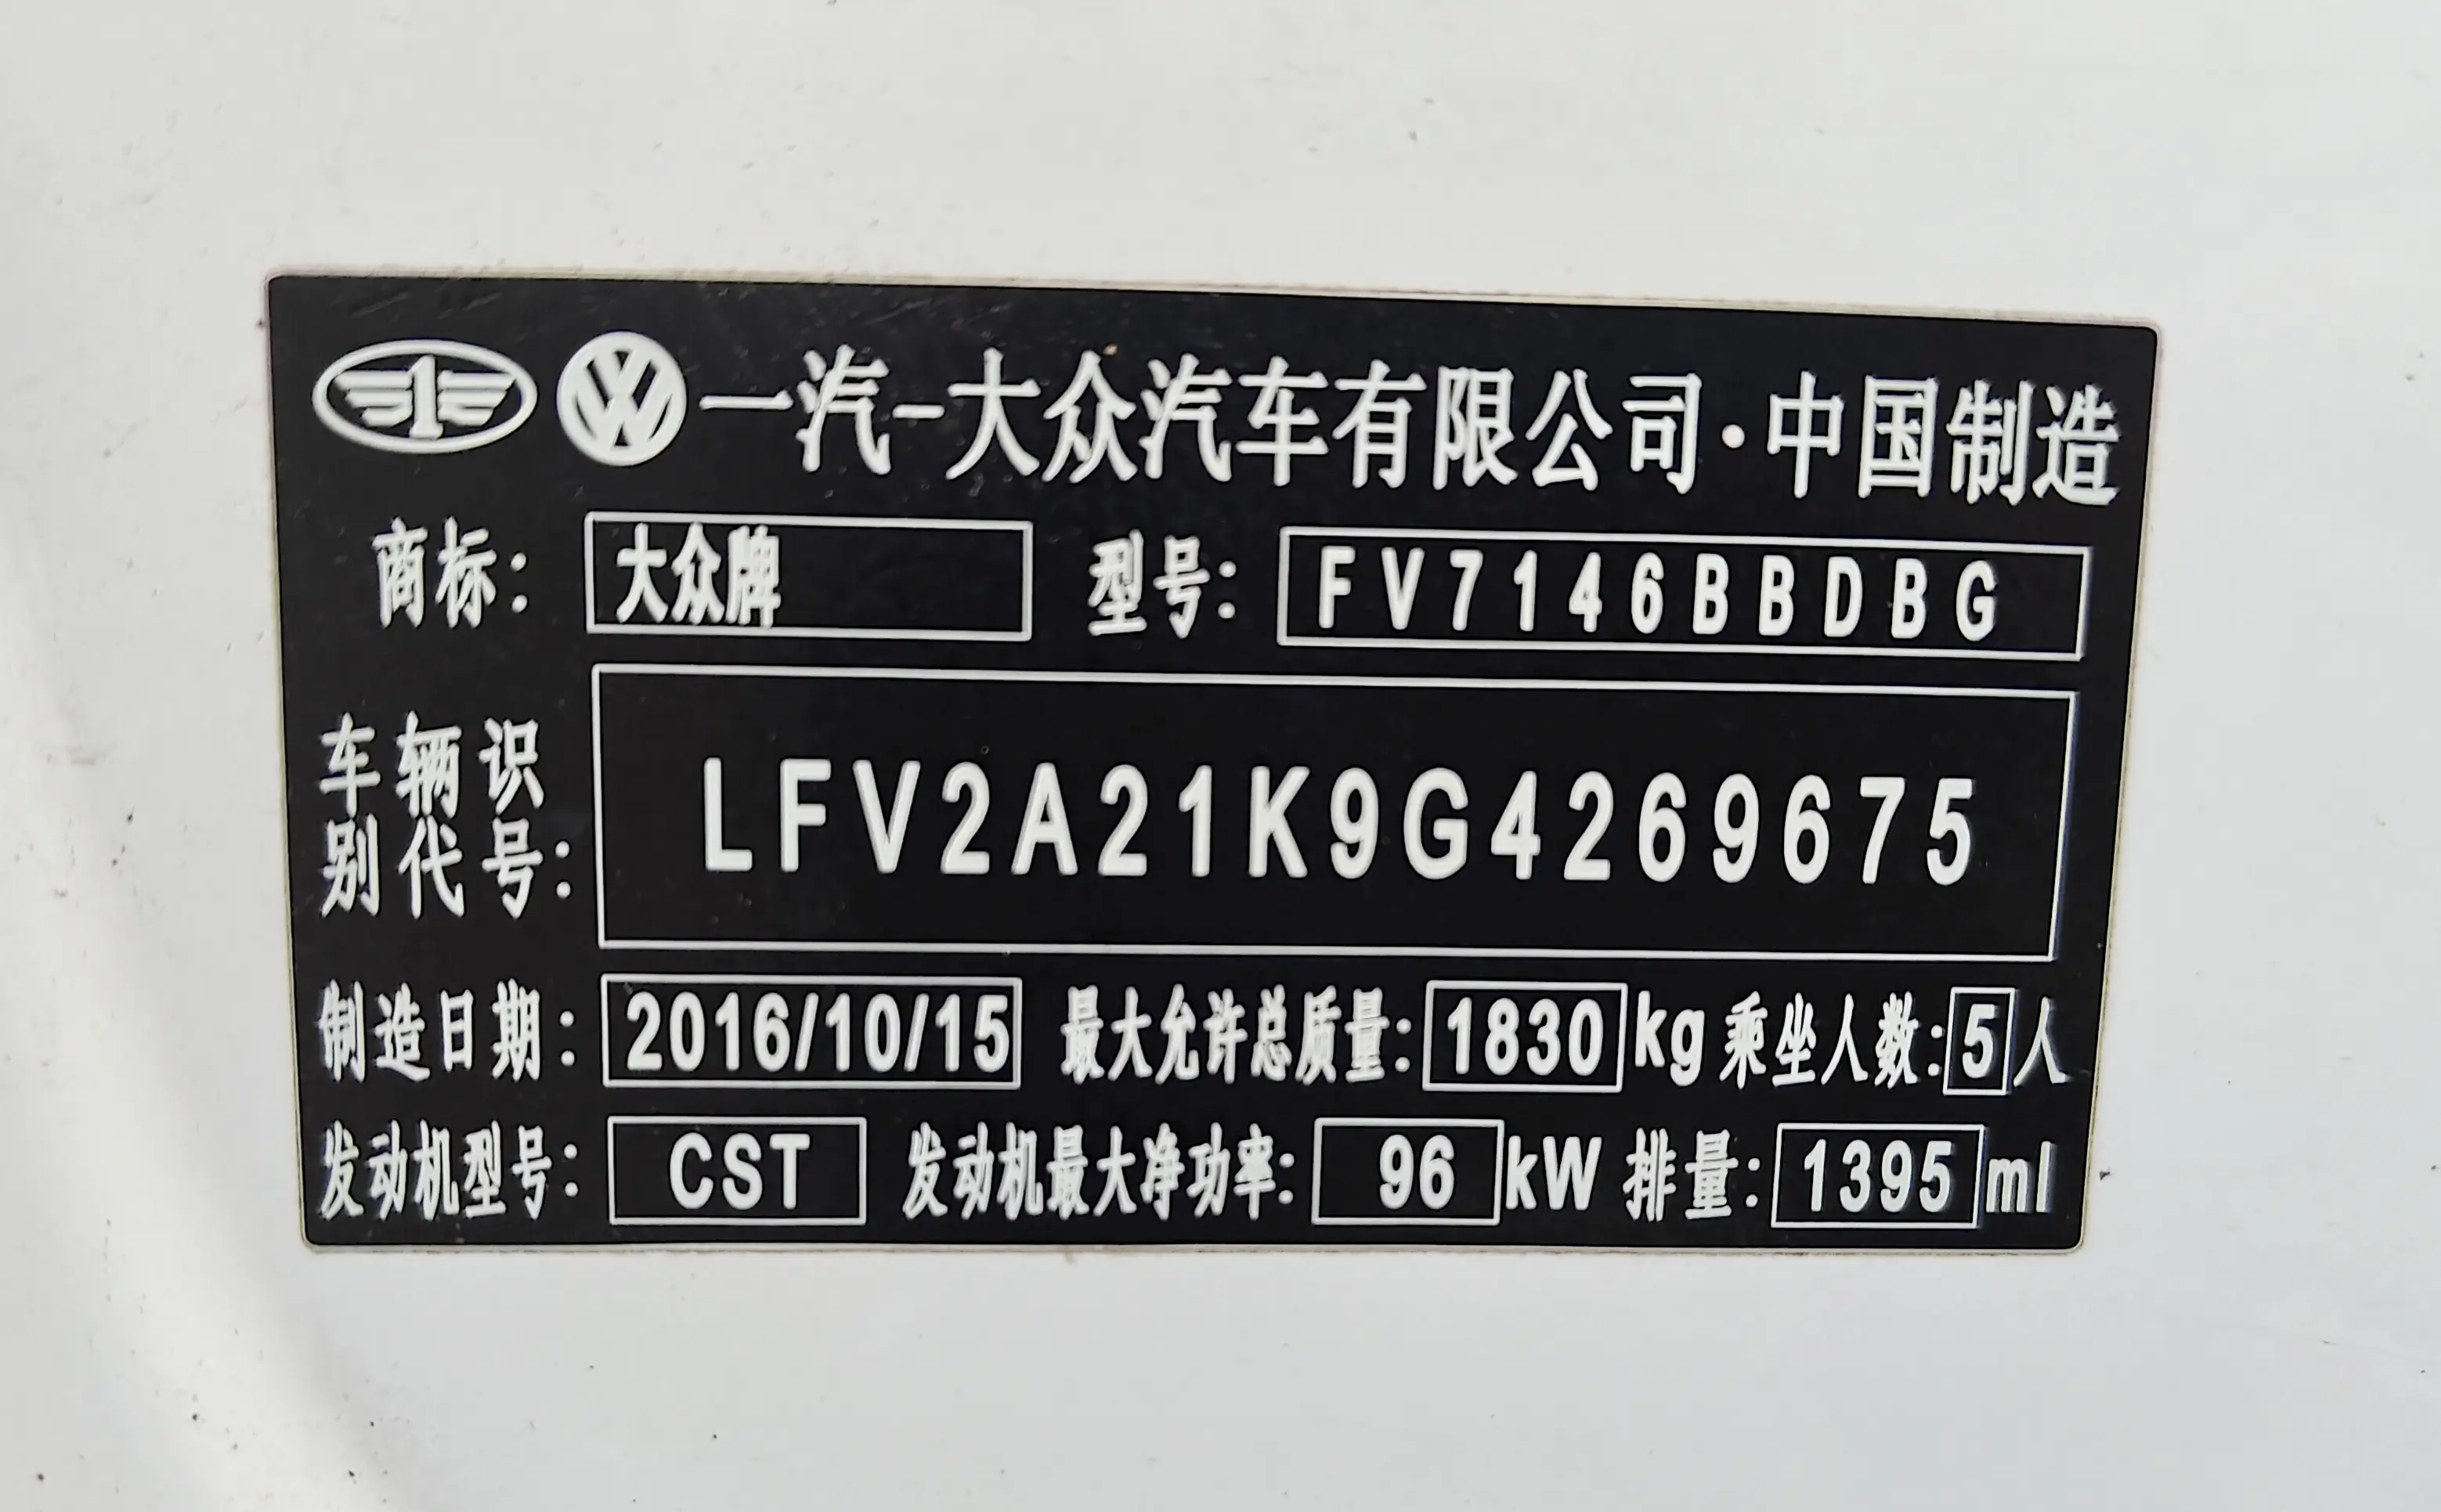 一汽-大众汽车有限公司·中国制造
商标: 大众牌 型号: FV7146BBDBG
车辆识别代号: LFV2A21K9G4269675
制造日期: 2016/10/15 最大允许总质量: 1830 kg 乘坐人数: 5 人
发动机型号: CST 发动机最大净功率: 96 kW 排量: 1395 ml